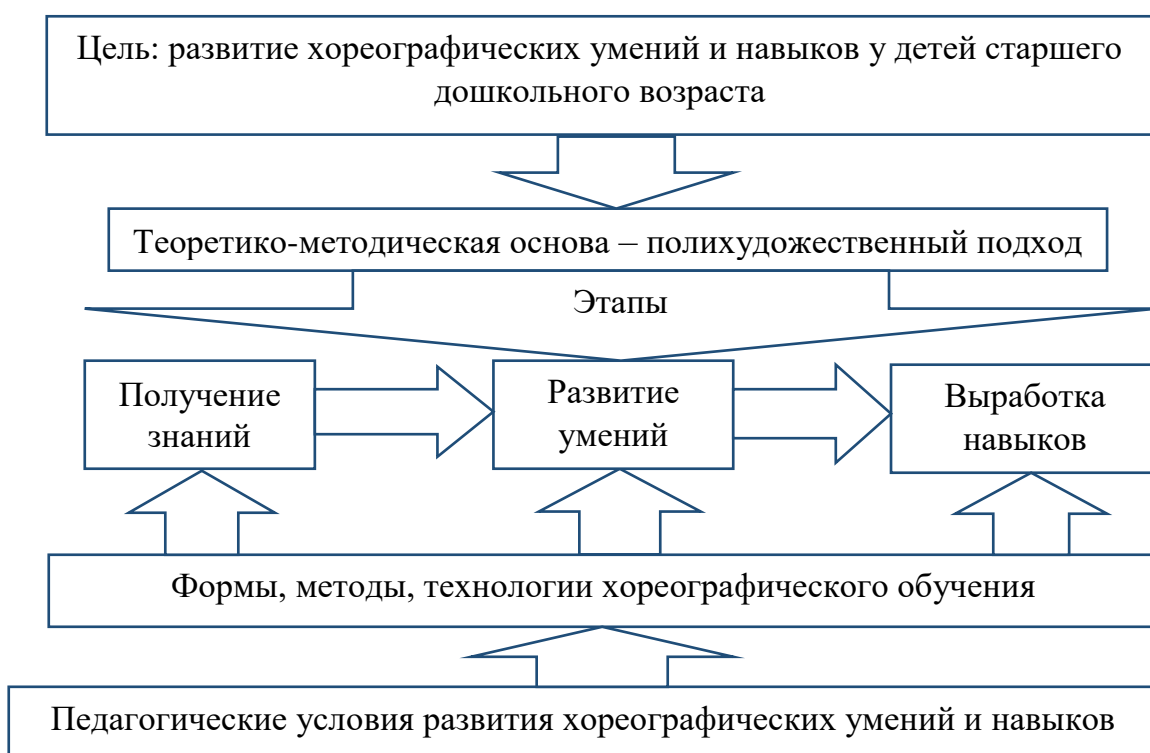 Цель: развитие хореографических умений и навыков у детей старшего
дошкольного возраста
Теоретико-методическая основа – полихудожественный подход
Этапы
Получение
знаний
Развитие
умений
Выработка
навыков
Формы, методы, технологии хореографического обучения
Педагогические условия развития хореографических умений и навыков